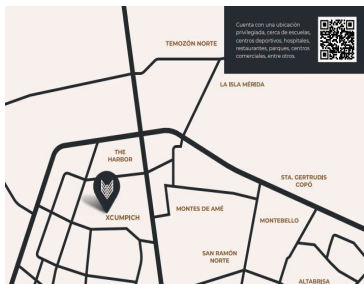 Cuenta con una ubicación
privilegiada, cerca de escuelas,
centros deportivos, hospitales,
restaurantes, parques, centros
comerciales, entre otros.
TEMOZÓN NORTE
LA ISLA MÉRIDA
THE
HARBOR
STA. GERTRUDIS
COPÓ
XCUMPICH
MONTES DE AMÉ
MONTEBELLO
SAN RAMÓN
NORTE
ALTABRISA